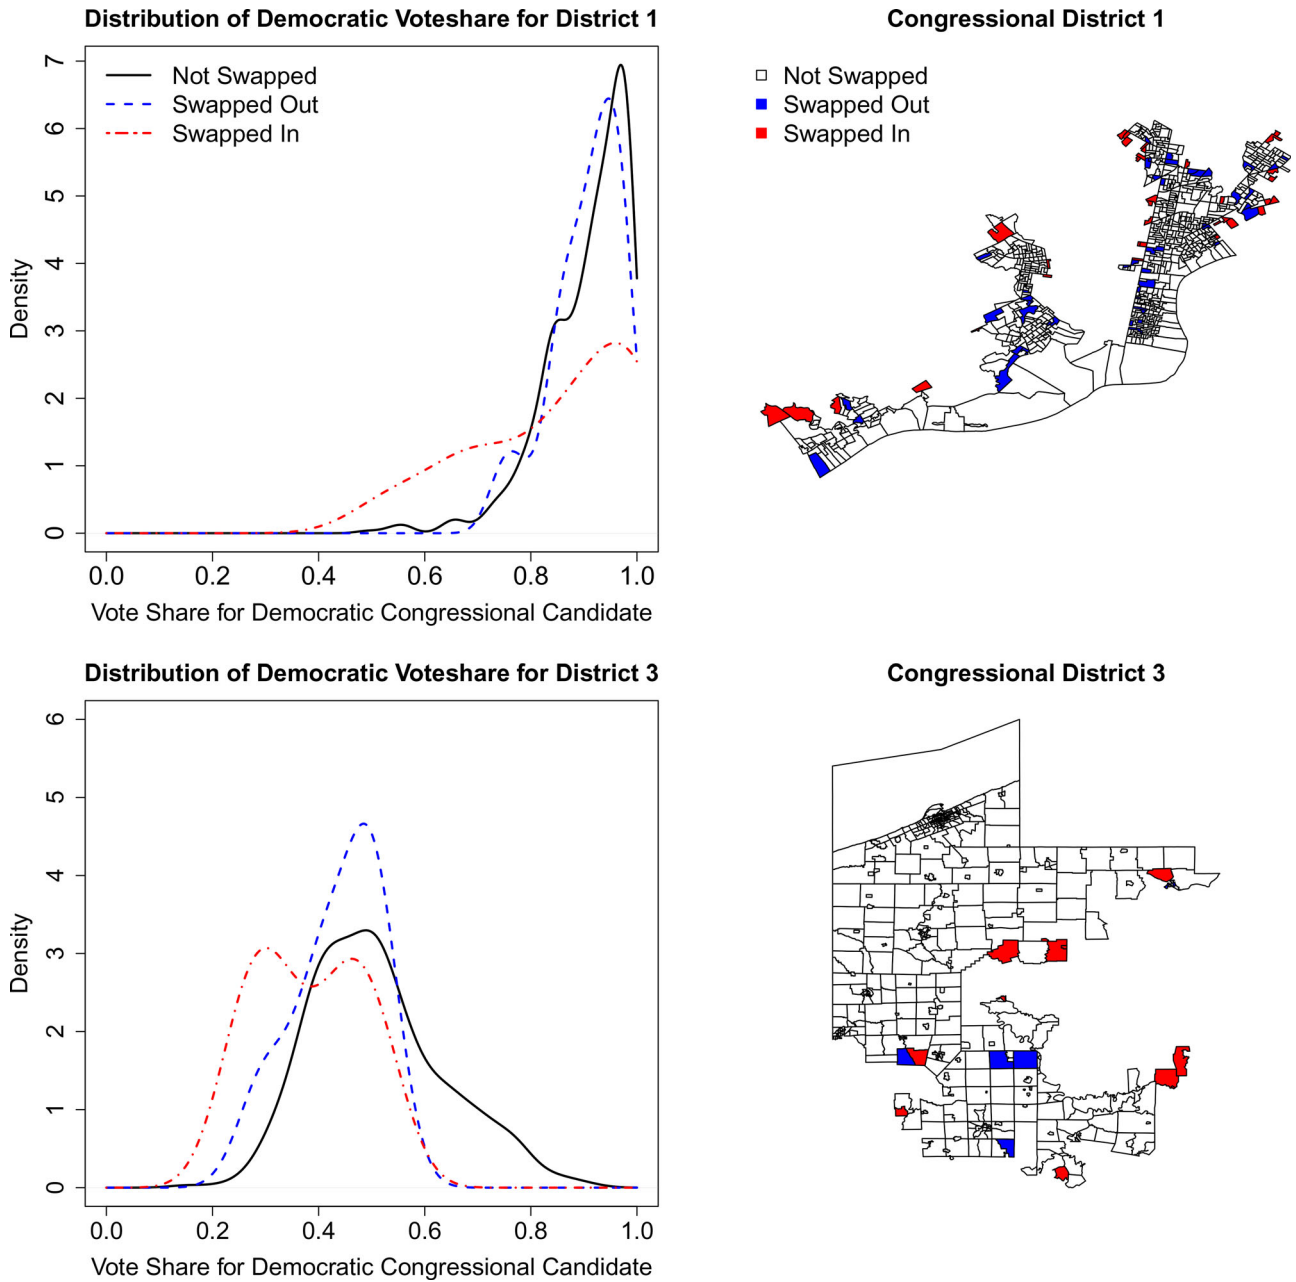 Distribution of Democratic Voteshare for District 1
7
6
5
4
3
2
1
0
Density
Not Swapped
Swapped Out
Swapped In
0.0 0.2 0.4 0.6 0.8 1.0
Vote Share for Democratic Congressional Candidate
Congressional District 1
Not Swapped
Swapped Out
Swapped In
Distribution of Democratic Voteshare for District 3
6
5
4
3
2
1
0
Density
0.0 0.2 0.4 0.6 0.8 1.0
Vote Share for Democratic Congressional Candidate
Congressional District 3